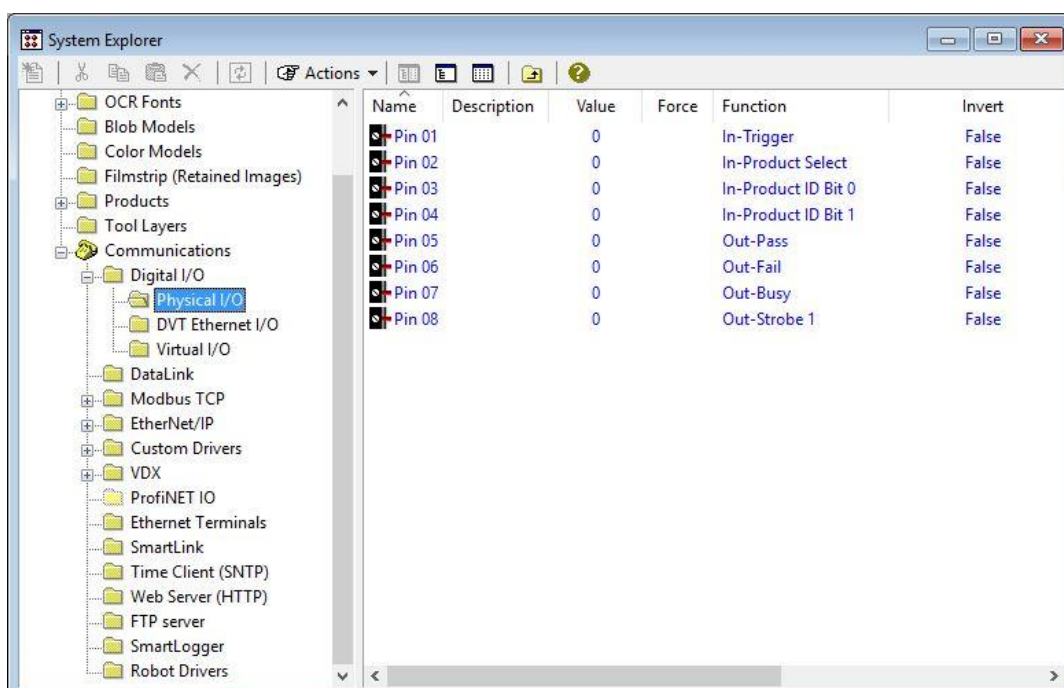 System Explorer
Actions
OCR Fonts
Blob Models
Color Models
Filmstrip (Retained Images)
Products
Tool Layers
Communications
Digital I/O
Physical I/O
DVT Ethernet I/O
Virtual I/O
DataLink
Modbus TCP
EtherNet/IP
Custom Drivers
VDX
ProfiNET IO
Ethernet Terminals
SmartLink
Time Client (SNTP)
Web Server (HTTP)
FTP server
SmartLogger
Robot Drivers
Name Description Value Force Function Invert
Pin 01 0 In-Trigger False
Pin 02 0 In-Product Select False
Pin 03 0 In-Product ID Bit 0 False
Pin 04 0 In-Product ID Bit 1 False
Pin 05 0 Out-Pass False
Pin 06 0 Out-Fail False
Pin 07 0 Out-Busy False
Pin 08 0 Out-Strobe 1 False